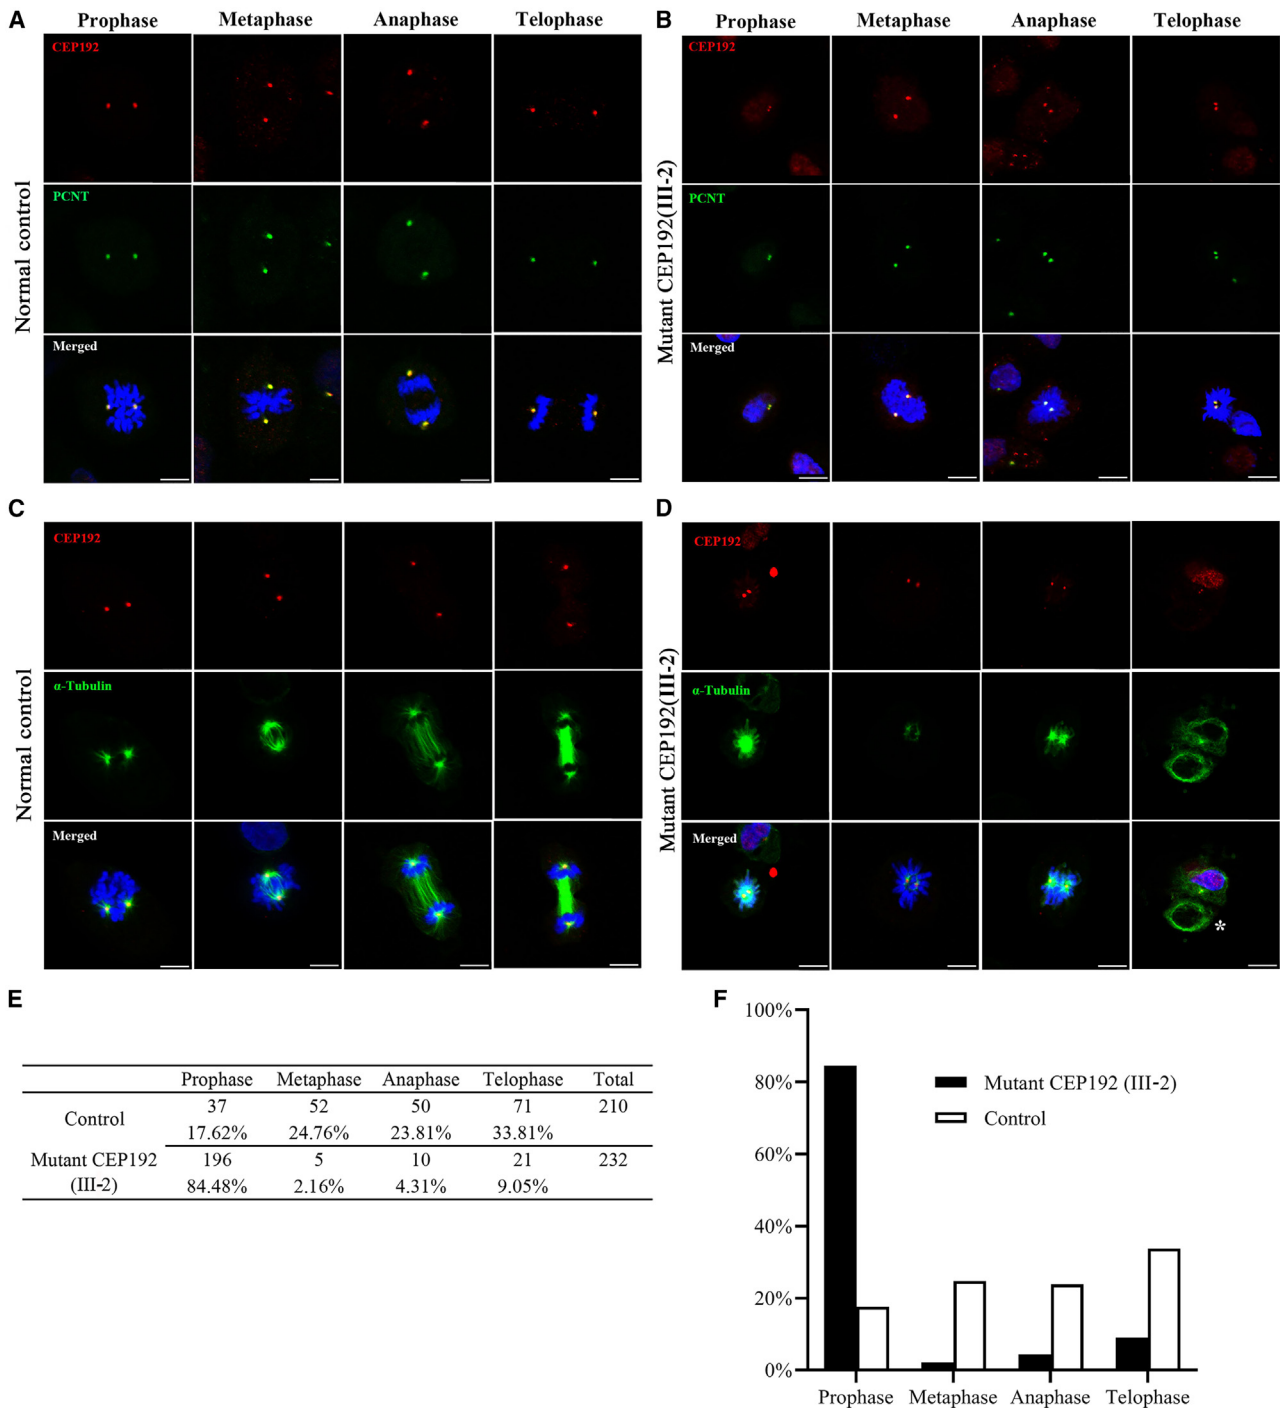 A
Prophase Metaphase Anaphase Telophase
Normal control
CEP192
PCNT
Merged
B
Prophase Metaphase Anaphase Telophase
Mutant CEP192(III-2)
CEP192
PCNT
Merged
C
Normal control
CEP192
α-Tubulin
Merged
D
Mutant CEP192(III-2)
CEP192
α-Tubulin
Merged
*
E
Prophase Metaphase Anaphase Telophase Total
Control
37 52 50 71 210
17.62% 24.76% 23.81% 33.81%
Mutant CEP192 196 5 10 21 232
(III-2) 84.48% 2.16% 4.31% 9.05%
F
100%
80%
60%
40%
20%
0%
Mutant CEP192 (III-2)
Control
Prophase Metaphase Anaphase Telophase